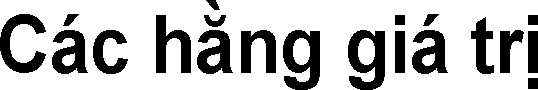 Các hằng giá trị